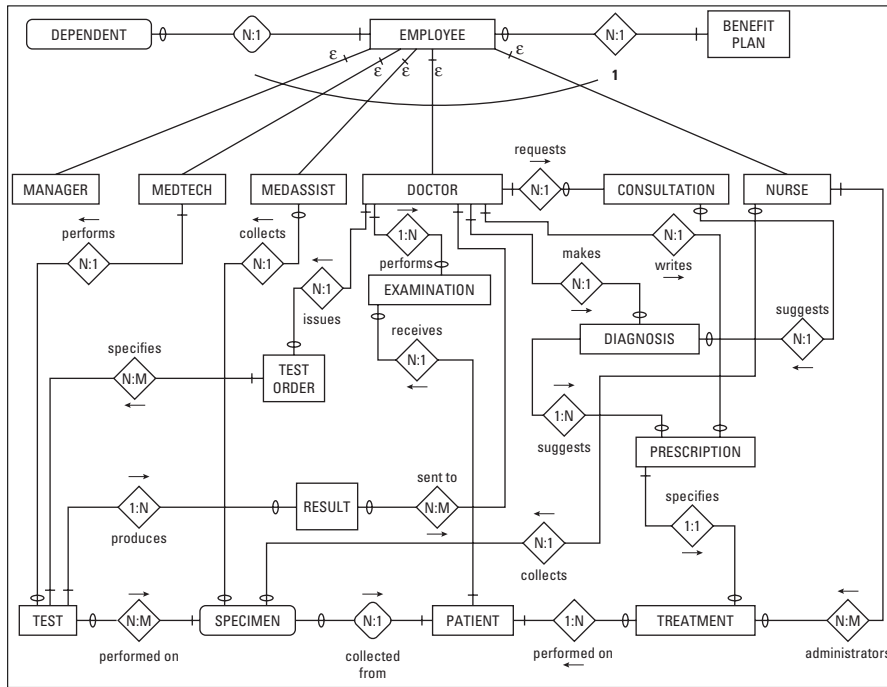 DEPENDENT
N:1
EMPLOYEE
N:1
BENEFIT
PLAN
ε
ε
ε
ε
ε
1
MANAGER
MEDTECH
MEDASSIST
DOCTOR
requests
N:1
CONSULTATION
NURSE
performs
N:1
collects
N:1
1:N
performs
N:1
writes
makes
N:1
EXAMINATION
N:1
issues
suggests
N:1
receives
N:1
DIAGNOSIS
specifies
N:M
TEST
ORDER
1:N
suggests
PRESCRIPTION
specifies
1:1
sent to
1:N
produces
RESULT
N:M
N:1
collects
TEST
N:M
performed on
SPECIMEN
N:1
collected
from
PATIENT
1:N
performed on
TREATMENT
N:M
administrators